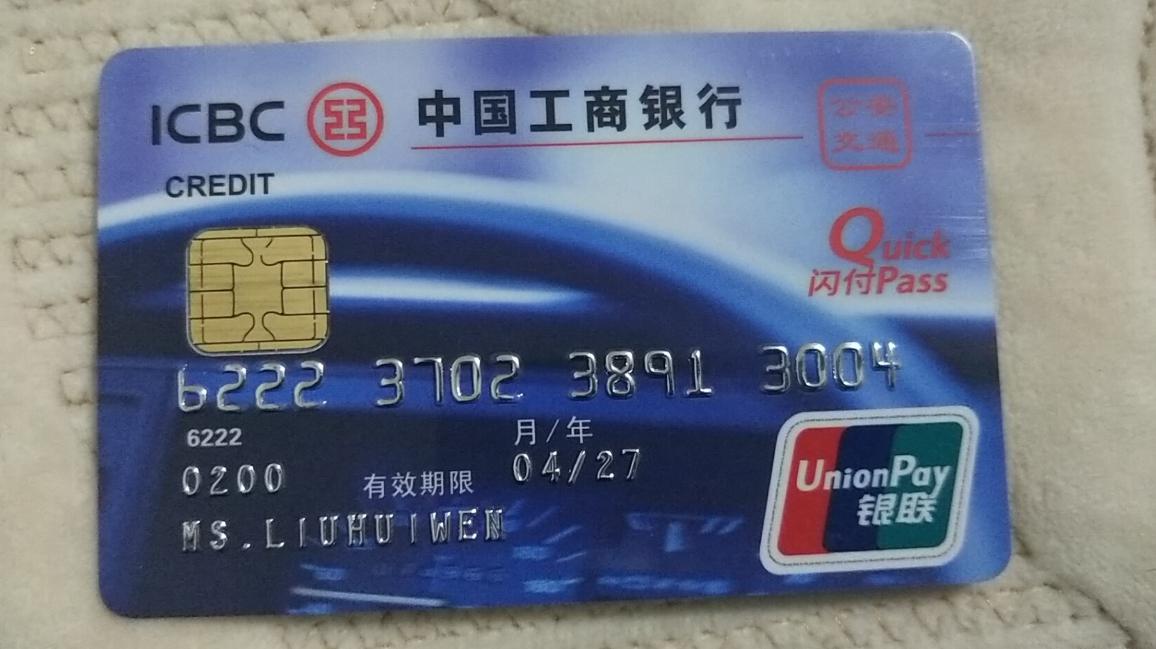 ICBC 中国工商银行
公安
交通
CREDIT
Quick
闪付Pass
6222 3702 3891 3004
6222
月/年
0200 有效期限 04/27
MS.LIUHUIWEN
UnionPay
银联